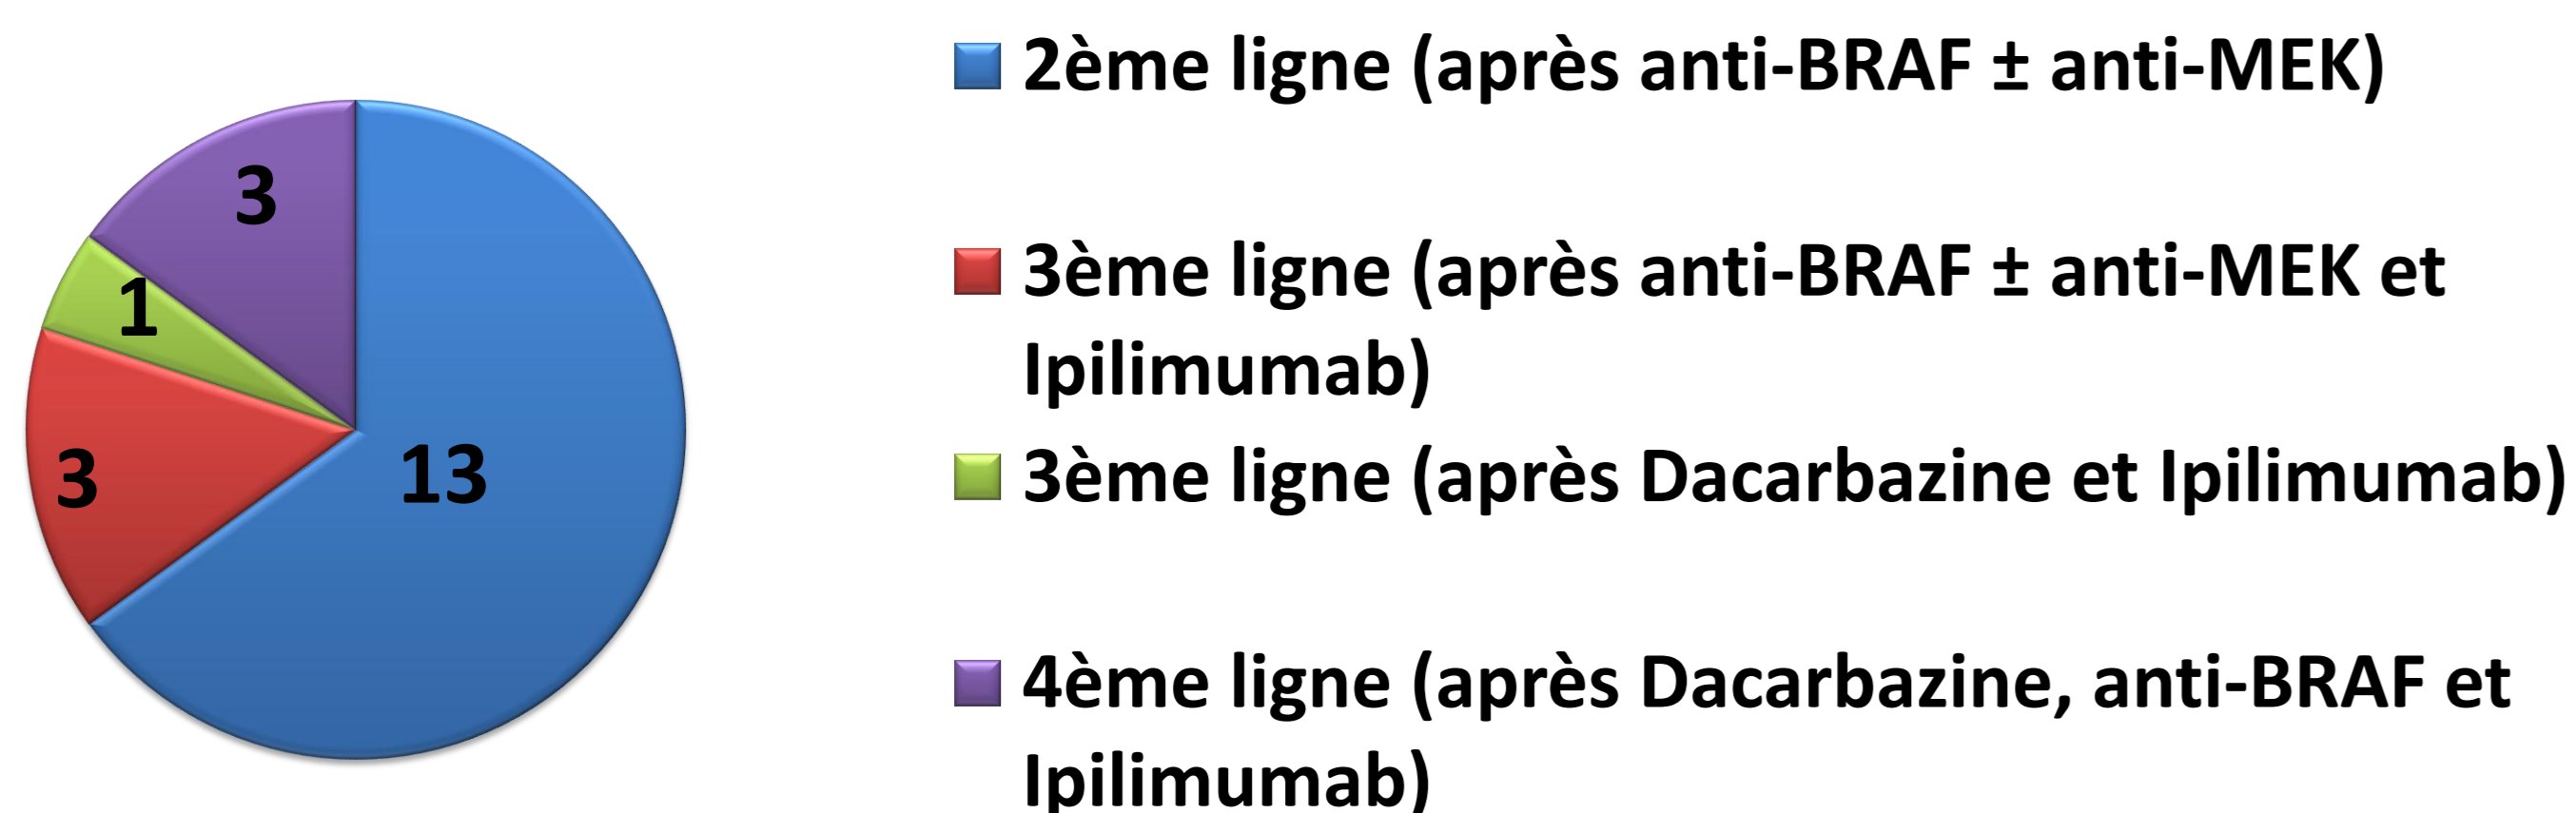 2ème ligne (après anti-BRAF ± anti-MEK)
3ème ligne (après anti-BRAF ± anti-MEK et
Ipilimumab)
3ème ligne (après Dacarbazine et Ipilimumab)
4ème ligne (après Dacarbazine, anti-BRAF et
Ipilimumab)
3
1
3
13